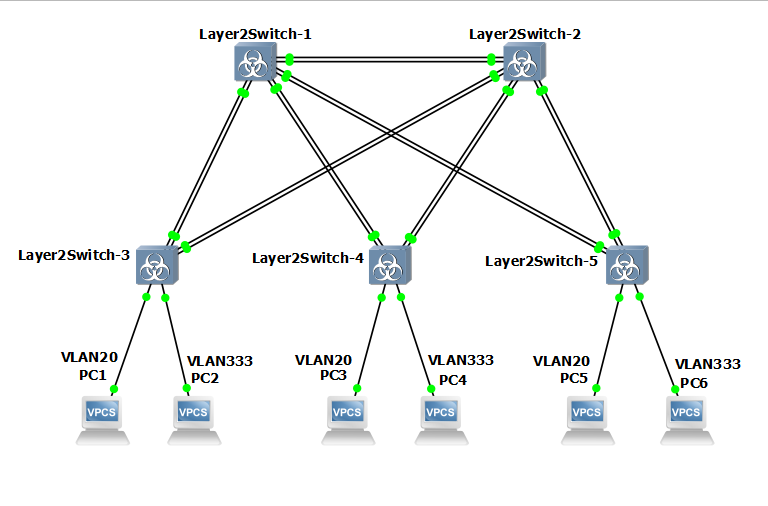 Layer2Switch-1
Layer2Switch-2
Layer2Switch-3
Layer2Switch-4
Layer2Switch-5
VLAN20
PC1
VLAN333
PC2
VLAN20
PC3
VLAN333
PC4
VLAN20
PC5
VLAN333
PC6
VPCS
VPCS
VPCS
VPCS
VPCS
VPCS